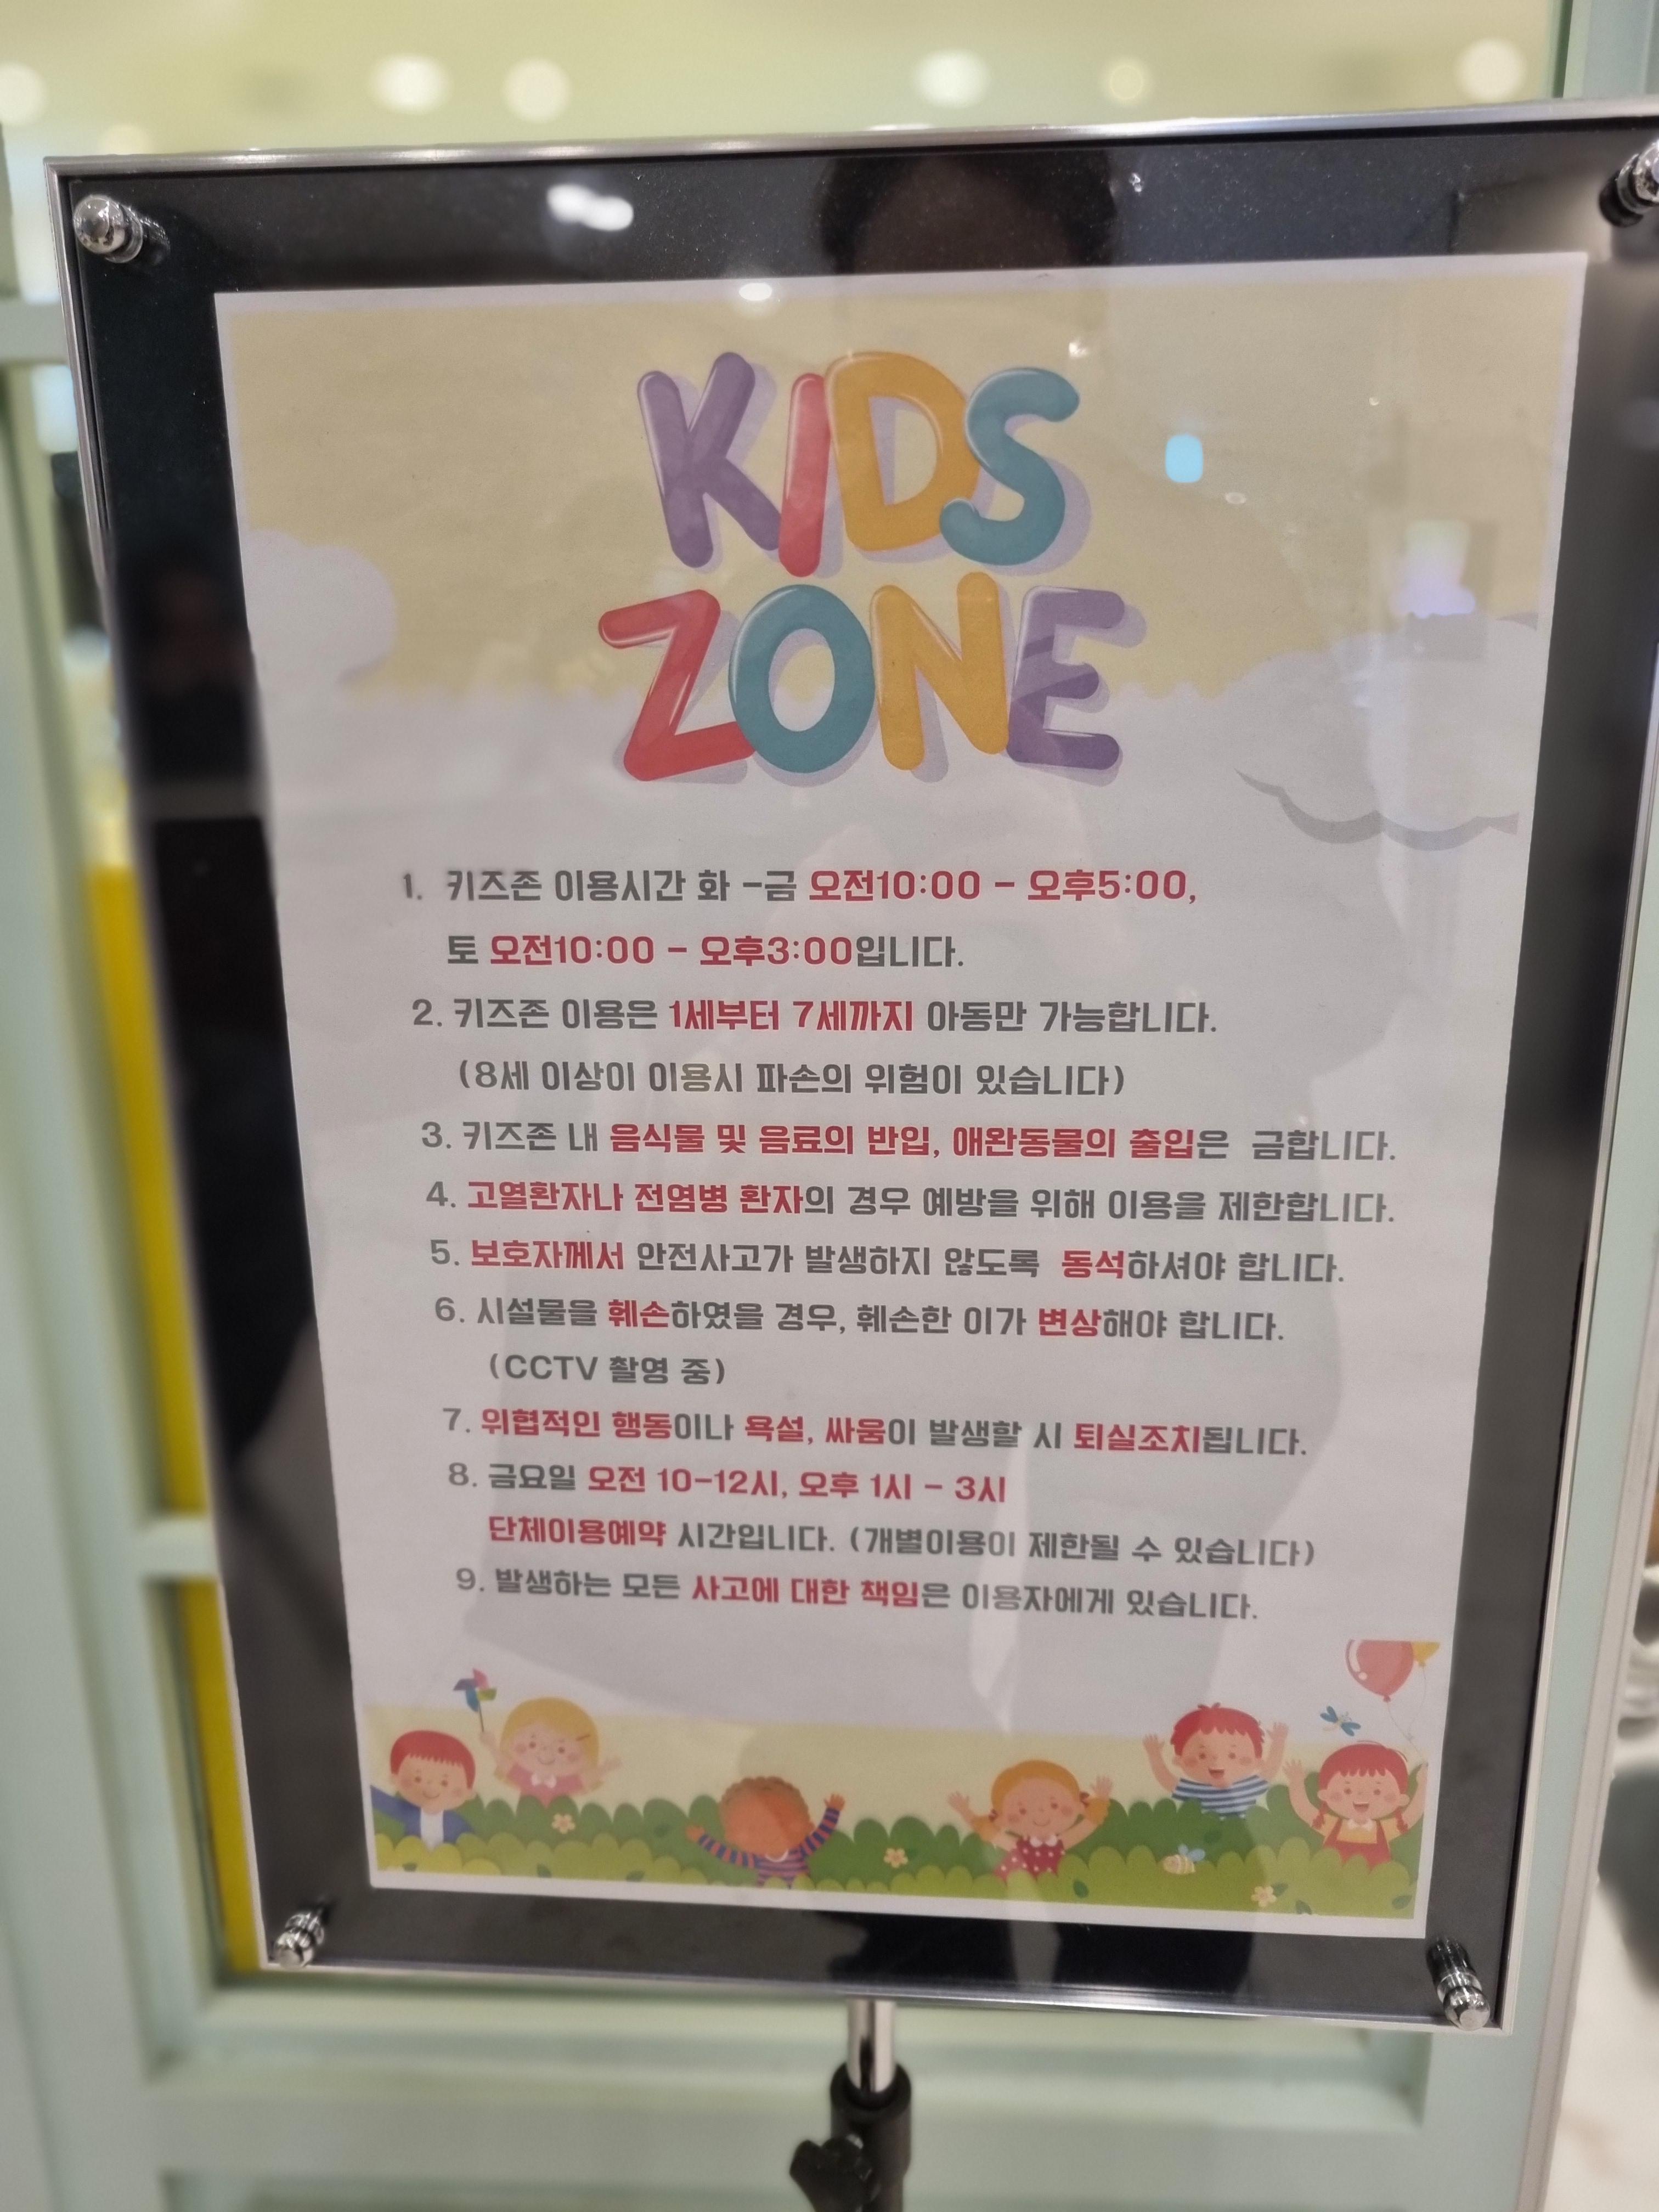 KIDS
ZONE
1. 키즈존 이용시간 화 -금 오전10:00 - 오후5:00,
토 오전10:00 - 오후3:00입니다.
2. 키즈존 이용은 1세부터 7세까지 아동만 가능합니다.
(8세 이상이 이용시 파손의 위험이 있습니다)
3. 키즈존 내 음식물 및 음료의 반입, 애완동물의 출입은 금합니다.
4. 고열환자나 전염병 환자의 경우 예방을 위해 이용을 제한합니다.
5. 보호자께서 안전사고가 발생하지 않도록 동석하셔야 합니다.
6. 시설물을 훼손하였을 경우, 훼손한 이가 변상해야 합니다.
(CCTV 촬영 중)
7. 위협적인 행동이나 욕설, 싸움이 발생할 시 퇴실조치됩니다.
8. 금요일 오전 10-12시, 오후 1시 - 3시
단체이용예약 시간입니다. (개별이용이 제한될 수 있습니다)
9. 발생하는 모든 사고에 대한 책임은 이용자에게 있습니다.